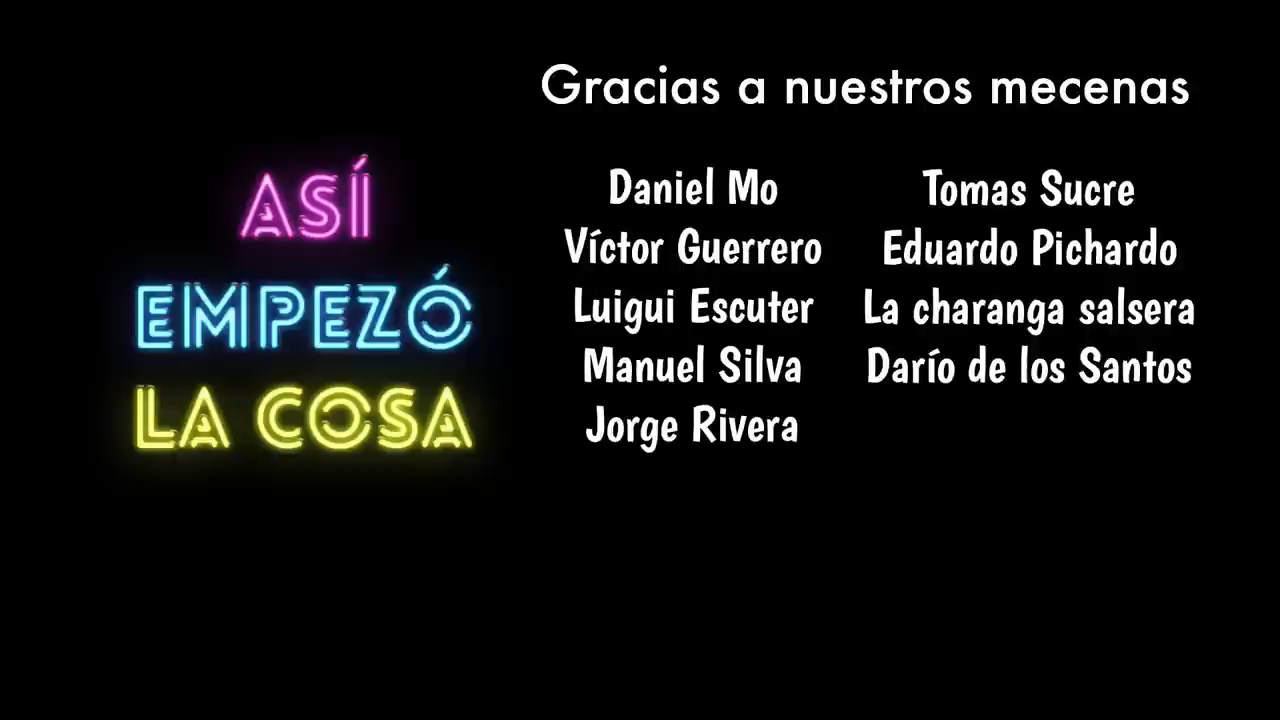 ASÍ
EMPEZÓ
LA COSA
Gracias a nuestros mecenas
Daniel Mo
Víctor Guerrero
Luigui Escuter
Manuel Silva
Jorge Rivera
Tomas Sucre
Eduardo Pichardo
La charanga salsera
Darío de los Santos